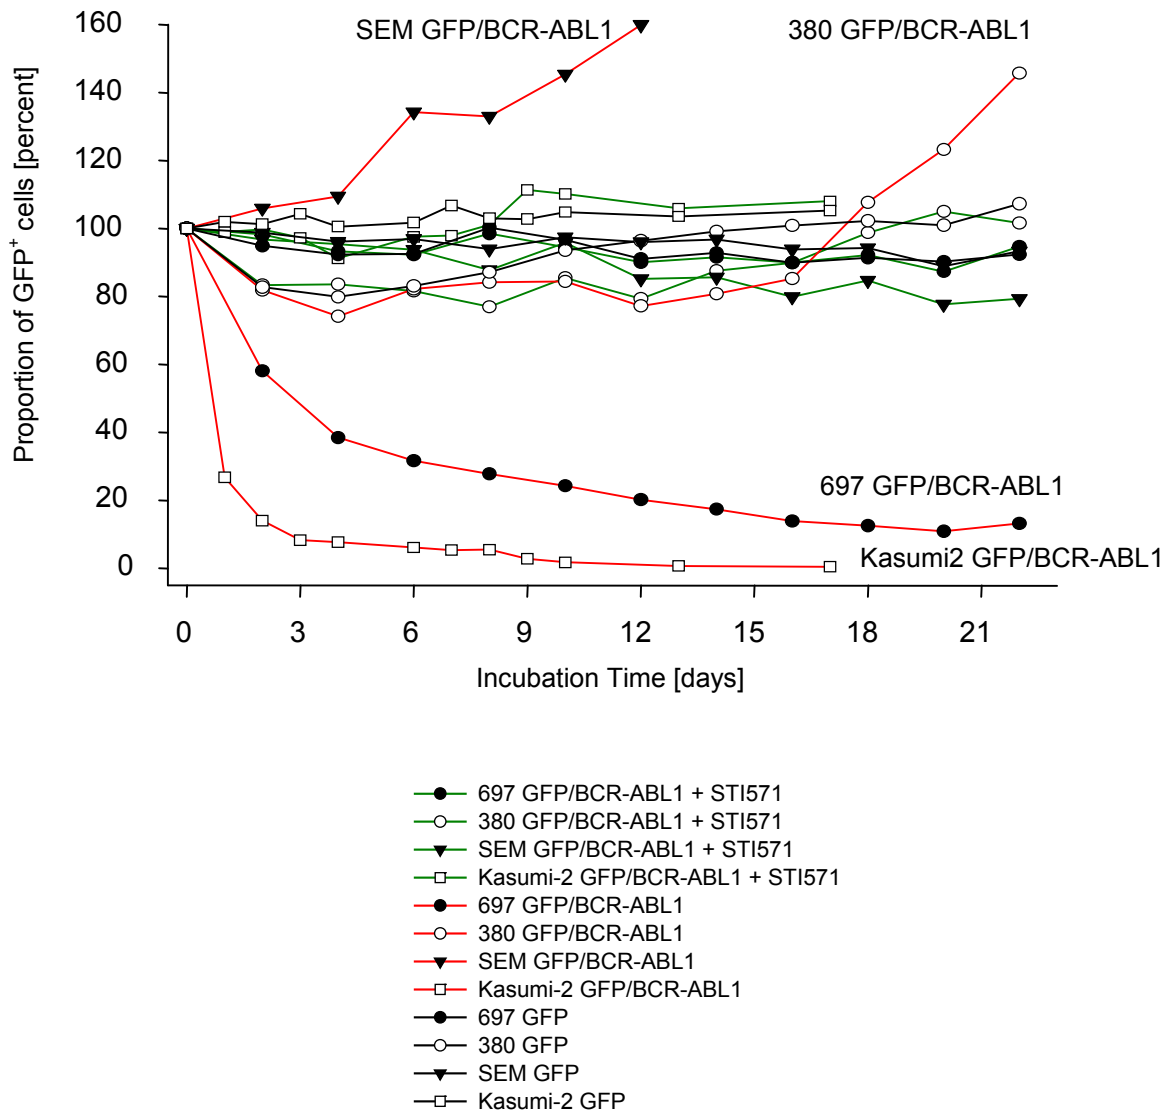 160
SEM GFP/BCR-ABL1
380 GFP/BCR-ABL1
140
120
100
80
60
40
20
0
Proportion of GFP+ cells [percent]
697 GFP/BCR-ABL1
Kasumi2 GFP/BCR-ABL1
0 3 6 9 12 15 18 21
Incubation Time [days]
697 GFP/BCR-ABL1 + STI571
380 GFP/BCR-ABL1 + STI571
SEM GFP/BCR-ABL1 + STI571
Kasumi-2 GFP/BCR-ABL1 + STI571
697 GFP/BCR-ABL1
380 GFP/BCR-ABL1
SEM GFP/BCR-ABL1
Kasumi-2 GFP/BCR-ABL1
697 GFP
380 GFP
SEM GFP
Kasumi-2 GFP